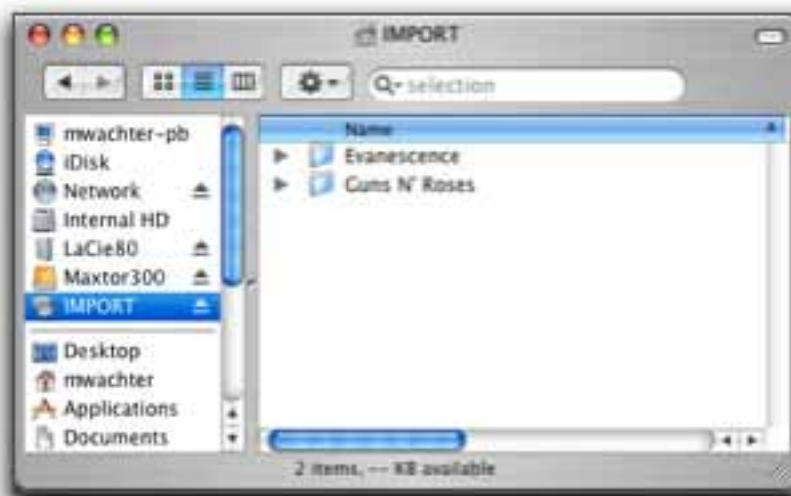 IMPORT
selection
mwachter-pb
iDisk
Network
Internal HD
LaCie80
Maxtor300
IMPORT
Desktop
mwachter
Applications
Documents
Name
Evanescence
Guns N' Roses
2 items, -- KB available